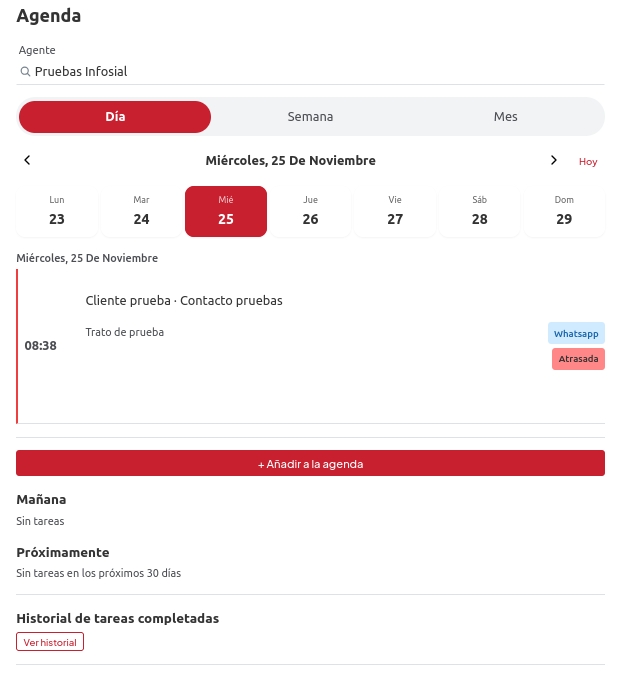 Agenda
Agente
Pruebas Infosial
Día Semana Mes
Miércoles, 25 De Noviembre Hoy
Lun Mar Mié Jue Vie Sáb Dom
23 24 25 26 27 28 29
Miércoles, 25 De Noviembre
Cliente prueba · Contacto pruebas
Trato de prueba
Whatsapp
08:38
Atrasada
+ Añadir a la agenda
Mañana
Sin tareas
Próximamente
Sin tareas en los próximos 30 días
Historial de tareas completadas
Ver historial